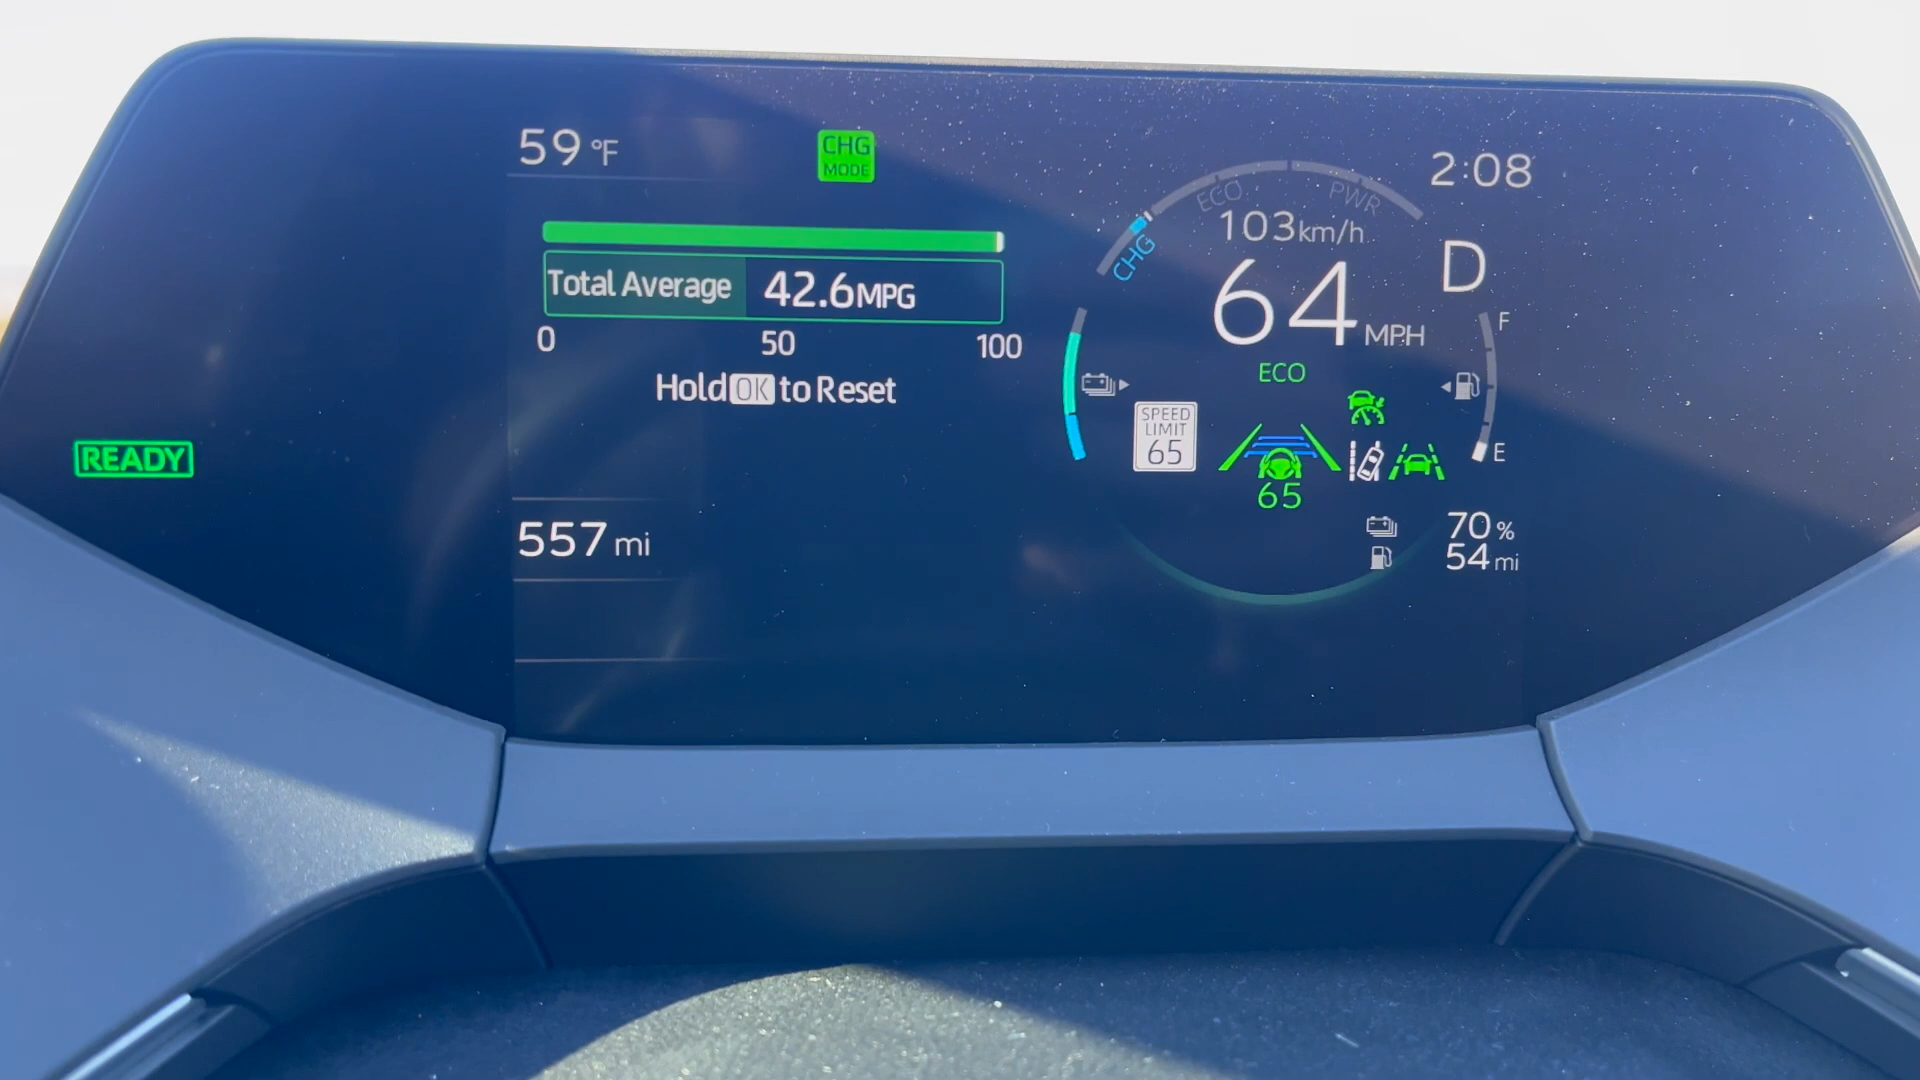 59 °F
CHG
MODE
2:08
ECO
PWR
CHG
103km/h
D
Total Average 42.6MPG
64 MPH
0 50 100
F
ECO
Hold OK to Reset
SPEED
LIMIT
65
READY
E
65
557 mi
70 %
54 mi